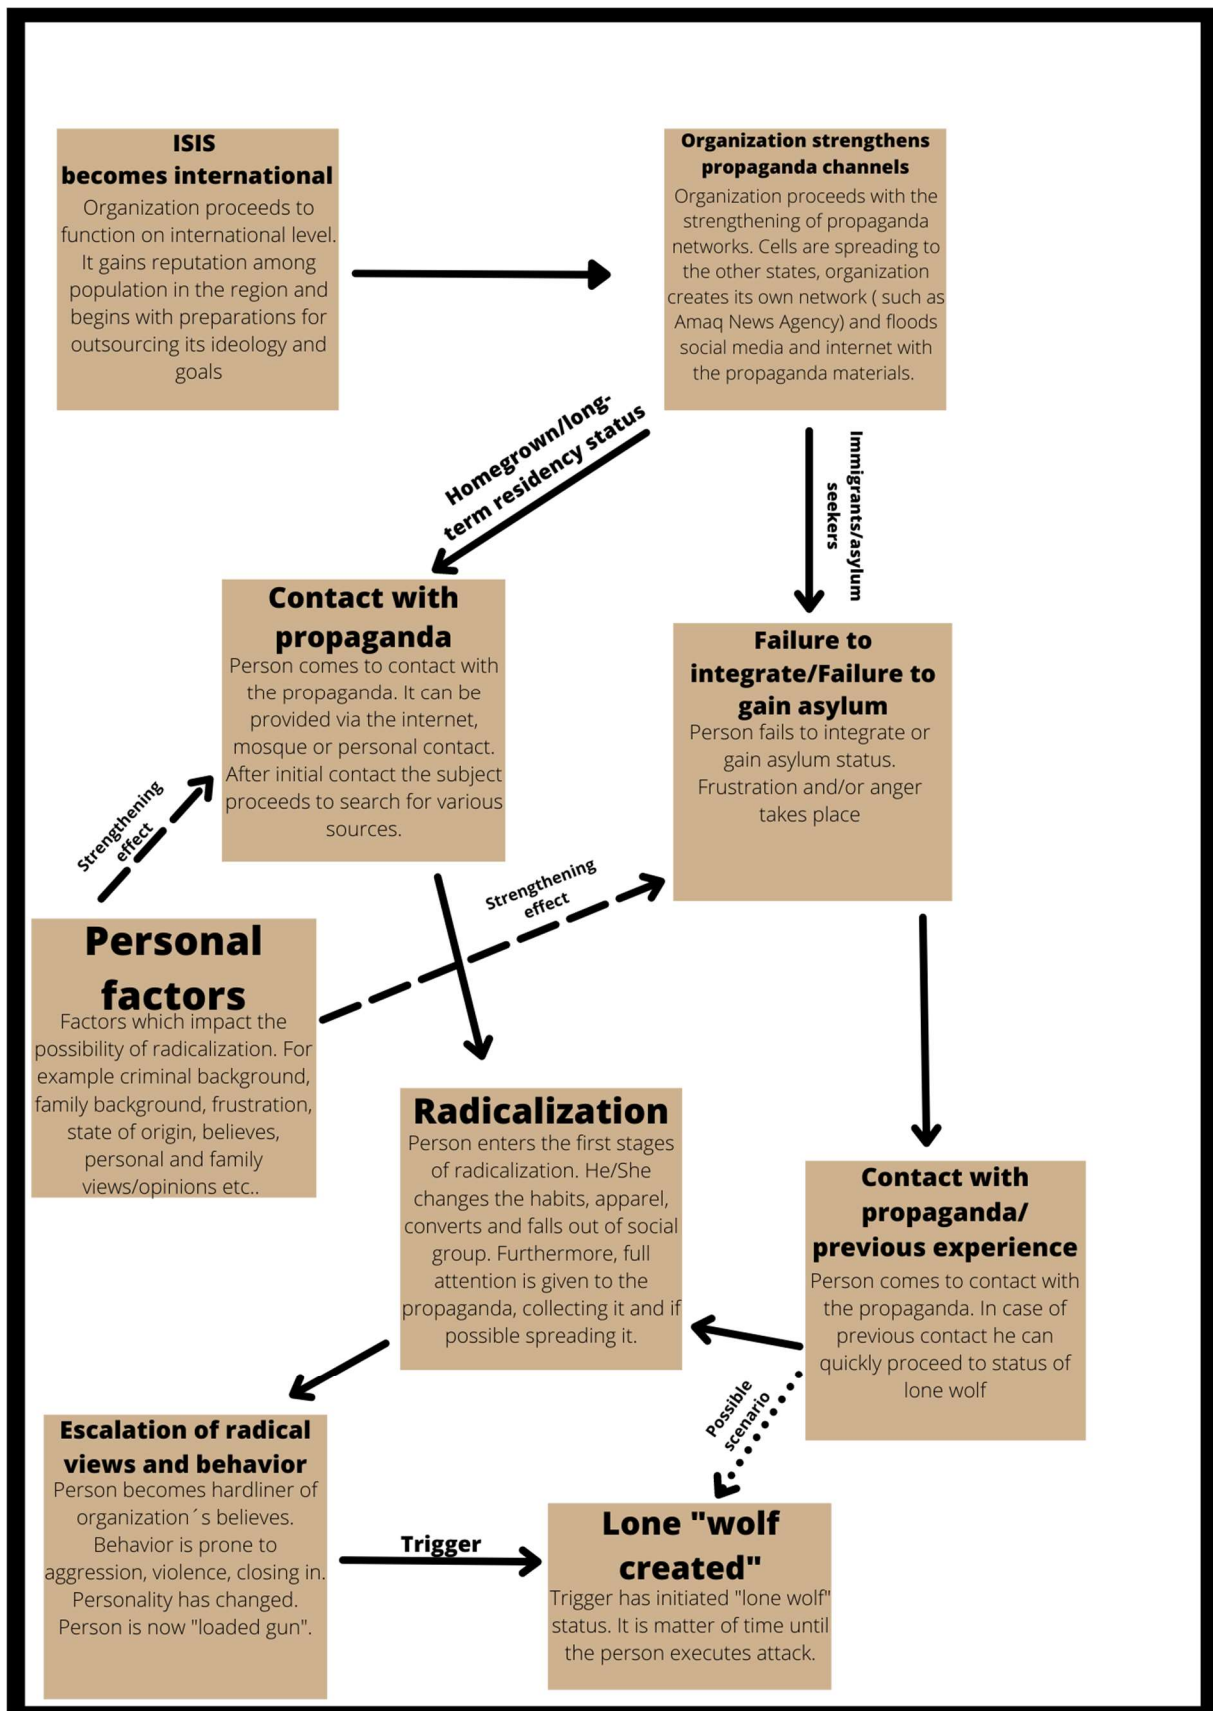 ISIS
becomes international
Organization proceeds to
function on international level.
It gains reputation among
population in the region and
begins with preparations for
outsourcing its ideology and
goals
Organization strengthens
propaganda channels
Organization proceeds with the
strengthening of propaganda
networks. Cells are spreading to
the other states, organization
creates its own network ( such as
Amaq News Agency) and floods
social media and internet with
the propaganda materials.
Homegrown/long-
term residency status
Immigrants/asylum
seekers
Contact with
propaganda
Person comes to contact with
the propaganda. It can be
provided via the internet,
mosque or personal contact.
After initial contact the subject
proceeds to search for various
sources.
Failure to
integrate/Failure to
gain asylum
Person fails to integrate or
gain asylum status.
Frustration and/or anger
takes place
Strengthening
effect
Strengthening
effect
Personal
factors
Factors which impact the
possibility of radicalization. For
example criminal background,
family background, frustration,
state of origin, believes,
personal and family
views/opinions etc..
Radicalization
Person enters the first stages
of radicalization. He/She
changes the habits, apparel,
converts and falls out of social
group. Furthermore, full
attention is given to the
propaganda, collecting it and if
possible spreading it.
Contact with
propaganda/
previous experience
Person comes to contact with
the propaganda. In case of
previous contact he can
quickly proceed to status of
lone wolf
Possible
scenario
Escalation of radical
views and behavior
Person becomes hardliner of
organization´s believes.
Behavior is prone to
aggression, violence, closing in.
Personality has changed.
Person is now "loaded gun".
Trigger
Lone "wolf
created"
Trigger has initiated "lone wolf"
status. It is matter of time until
the person executes attack.